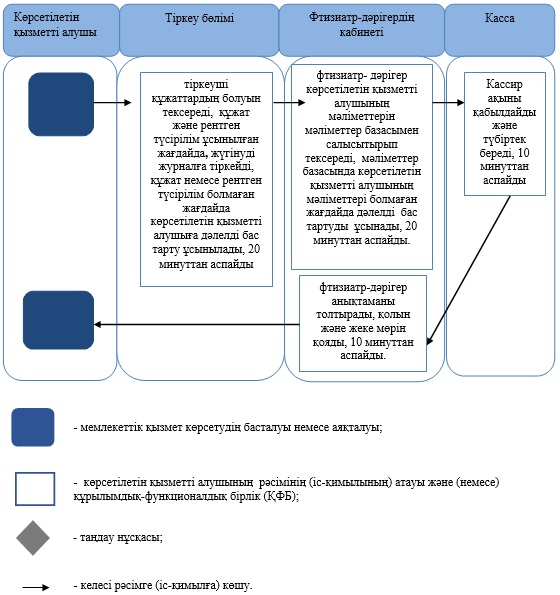 Көрсетілетін
қызметті алушы
Тіркеу бөлімі
Фтизиатр-дәрігердің
кабинеті
Касса
тіркеуші
құжаттардың болуын
тексереді, құжат
және рентген
түсірілім ұсынылған
жағдайда, жүгінуді
журналға тіркейді,
құжат немесе рентген
түсірілім болмаған
жағдайда
көрсетілетін қызметті
алушыға дәлелді бас
тарту ұсынылады, 20
минуттан аспайды
фтизиатр- дәрігер
көрсетілетін қызметті
алушының
мәліметтерін
мәліметтер базасымен
салыстырып
тексереді, мәліметтер
базасында көрсетілетін
қызметті алушының
мәліметтері болмаған
жағдайда дәлелді бас
тартуды ұсынады, 20
минуттан аспайды.
Кассир
ақыны
қабылдайды
және
түбіртек
береді, 10
минуттан
аспайды
фтизиатр-дәрігер
анықтаманы
толтырады, қолын
және жеке мөрін
қояды, 10 минуттан
аспайды.
- мемлекеттік қызмет көрсетудің басталуы немесе аяқталуы;
- көрсетілетін қызметті алушының рәсімінің (іс-қимылының) атауы және (немесе)
құрылымдық-функционалдық бірлік (ҚФБ);
- таңдау нұсқасы;
- келесі рәсімге (іс-қимылға) көшу.